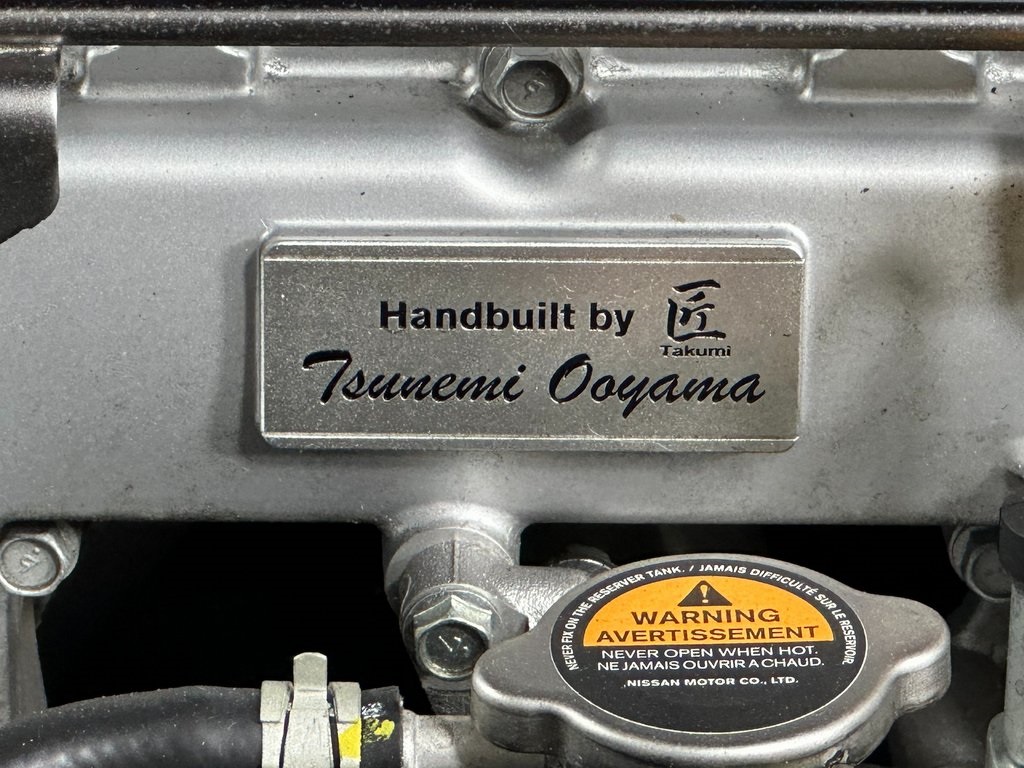 Handbuilt by 匠
Takumi
Tsunemi Ooyama
NEVER FIX ON THE RESERVER TANK. / JAMAIS DIFFICULTÉ SUR LE RESERVOIR
WARNING
AVERTISSEMENT
NEVER OPEN WHEN HOT.
NE JAMAIS OUVRIR A CHAUD.
NISSAN MOTOR CO., LTD.